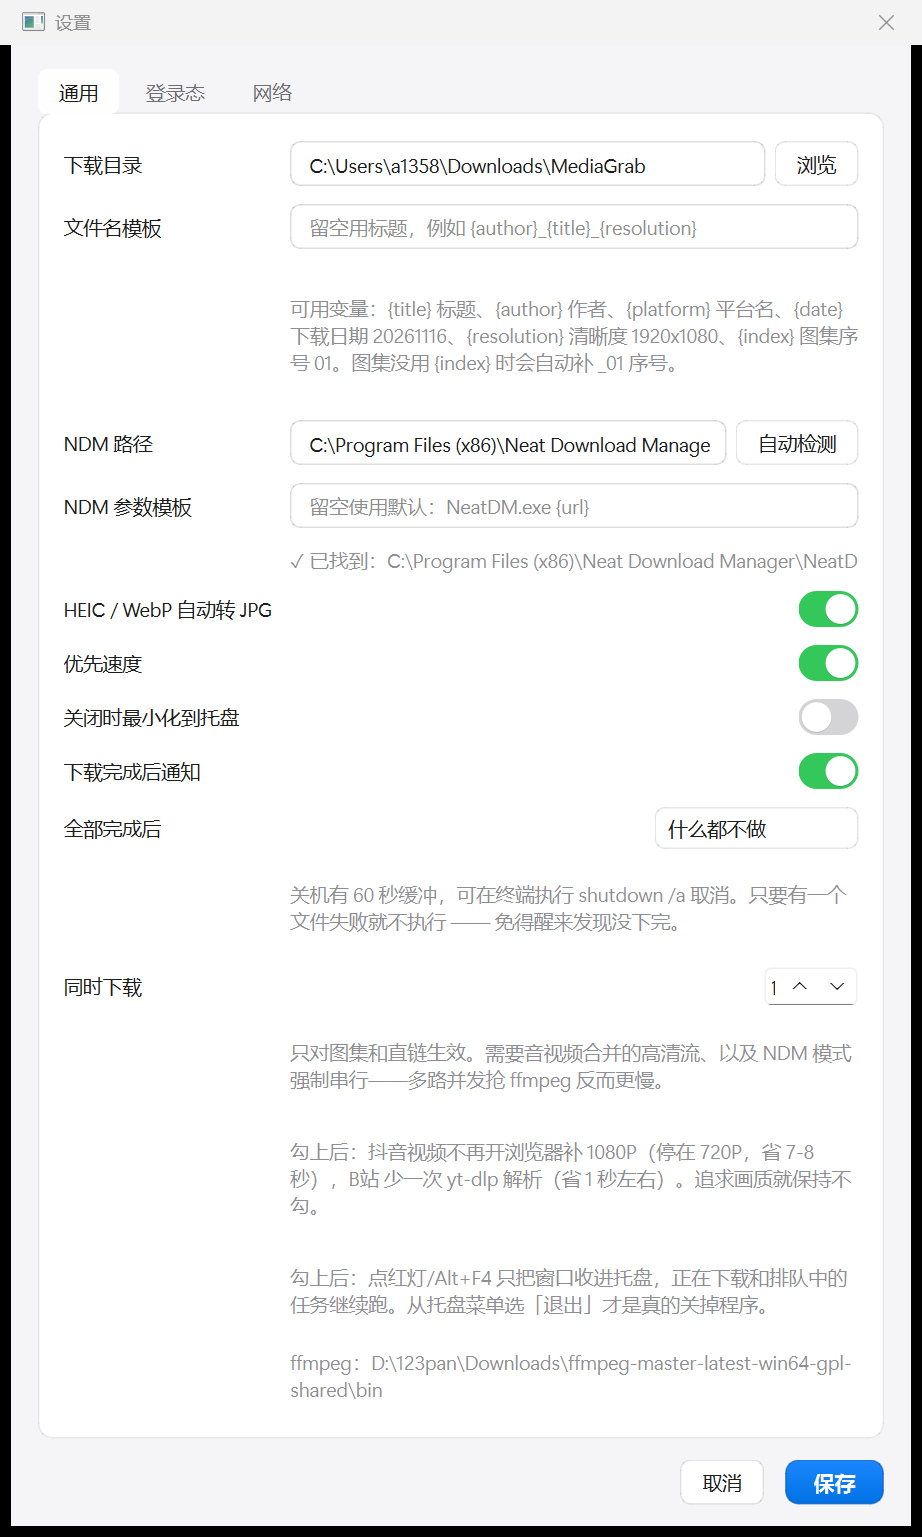 设置
通用 登录态 网络
下载目录 C:\Users\a1358\Downloads\MediaGrab 浏览
文件名模板 留空用标题，例如 {author}_{title}_{resolution}
可用变量：{title} 标题、{author} 作者、{platform} 平台名、{date}
下载日期 20261116、{resolution} 清晰度 1920x1080、{index} 图集序
号 01。图集没用 {index} 时会自动补 _01 序号。
NDM 路径 C:\Program Files (x86)\Neat Download Manage 自动检测
NDM 参数模板 留空使用默认：NeatDM.exe {url}
✓ 已找到：C:\Program Files (x86)\Neat Download Manager\NeatD
HEIC / WebP 自动转 JPG
优先速度
关闭时最小化到托盘
下载完成后通知
全部完成后 什么都不做
关机有 60 秒缓冲，可在终端执行 shutdown /a 取消。只要有一个
文件失败就不执行 —— 免得醒来发现没下完。
同时下载 1
只对图集和直链生效。需要音视频合并的高清流、以及 NDM 模式
强制串行——多路并发抢 ffmpeg 反而更慢。
勾上后：抖音视频不再开浏览器补 1080P（停在 720P，省 7-8
秒），B站 少一次 yt-dlp 解析（省 1 秒左右）。追求画质就保持不
勾。
勾上后：点红灯/Alt+F4 只把窗口收进托盘，正在下载和排队中的
任务继续跑。从托盘菜单选「退出」才是真的关掉程序。
ffmpeg：D:\123pan\Downloads\ffmpeg-master-latest-win64-gpl-
shared\bin
取消 保存